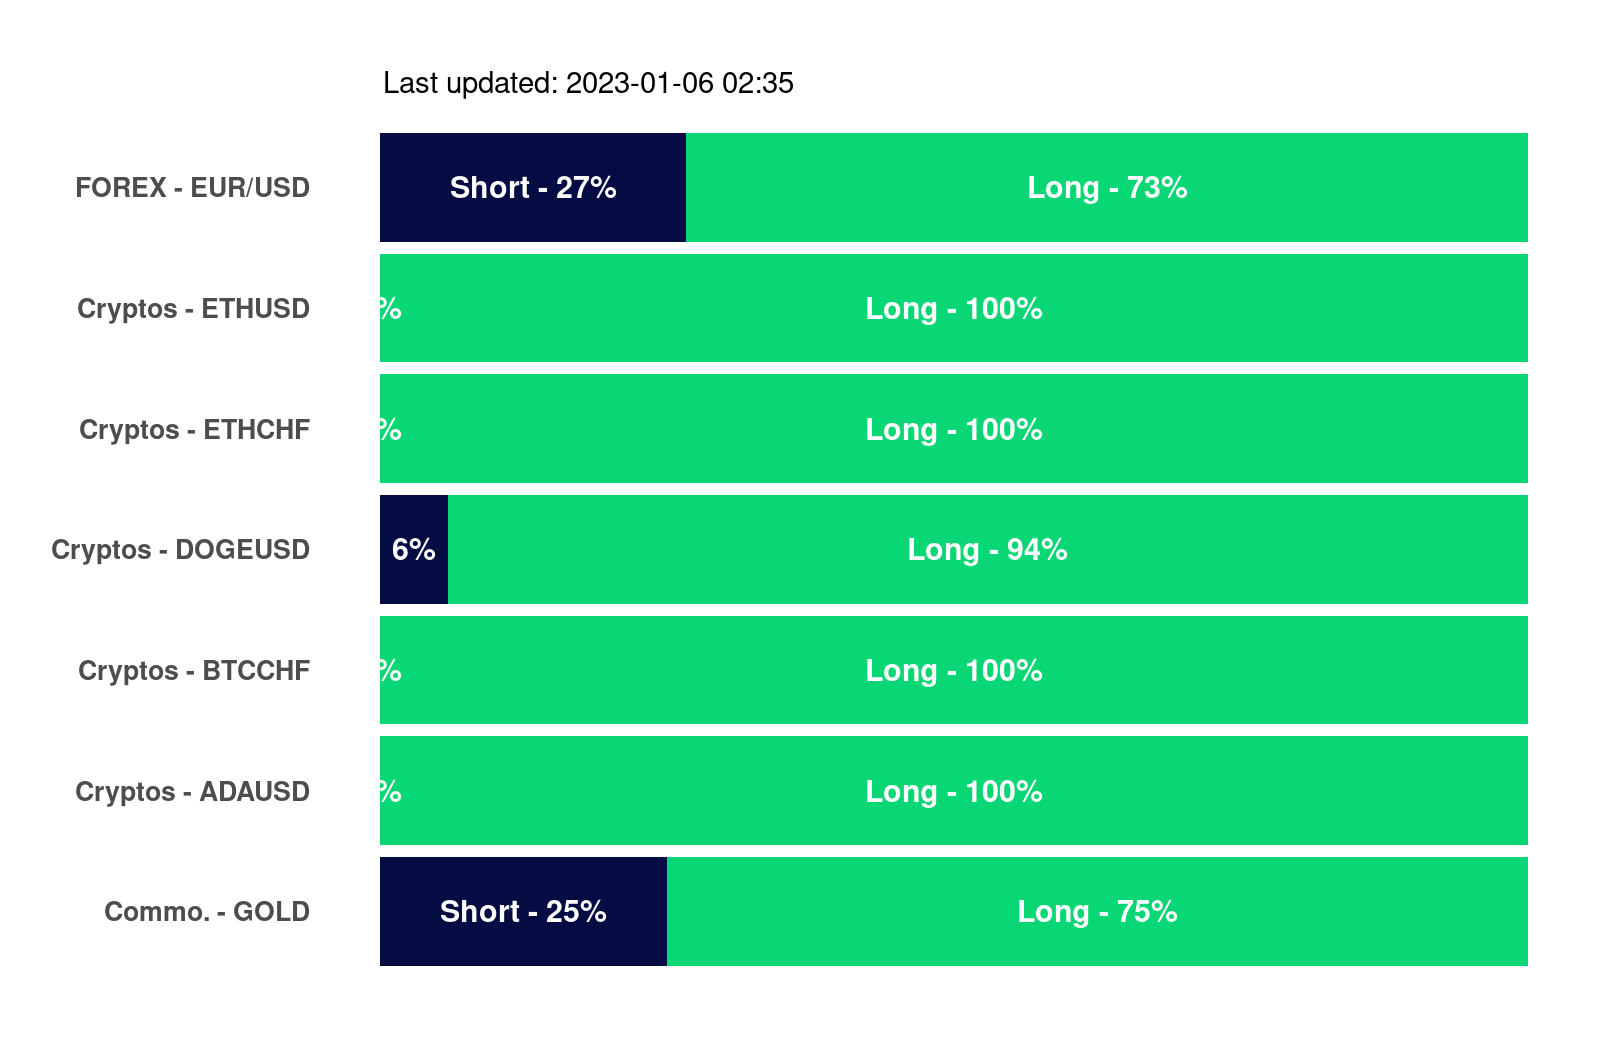 Last updated: 2023-01-06 02:35
FOREX - EUR/USD Short - 27% Long - 73%
Cryptos - ETHUSD % Long - 100%
Cryptos - ETHCHF % Long - 100%
Cryptos - DOGEUSD 6% Long - 94%
Cryptos - BTCCHF % Long - 100%
Cryptos - ADAUSD % Long - 100%
Commo. - GOLD Short - 25% Long - 75%